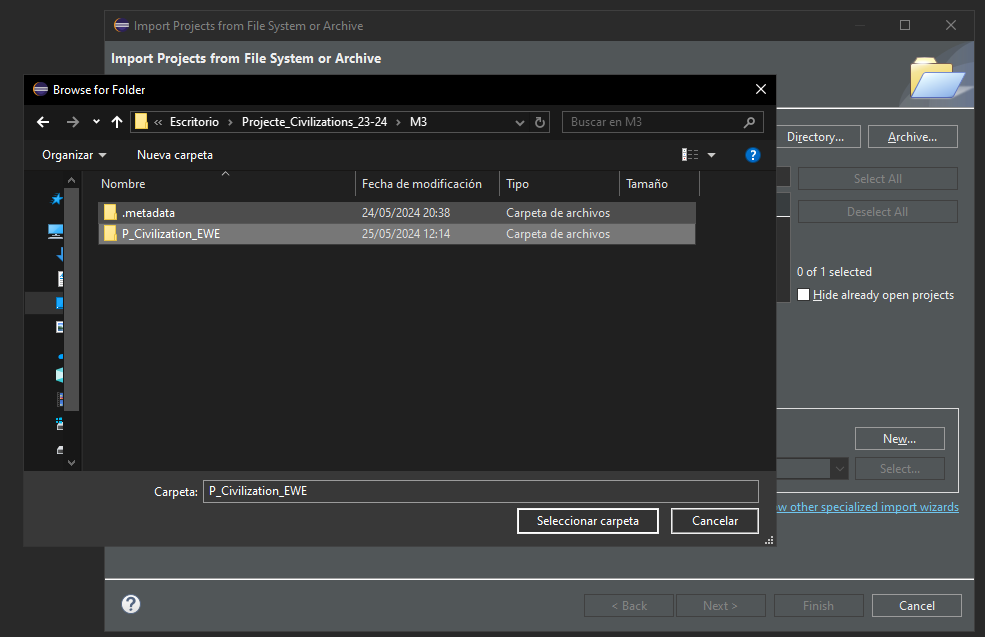 Import Projects from File System or Archive
Import Projects from File System or Archive
Browse for Folder
« Escritorio › Projecte_Civilizations_23-24 › M3
Buscar en M3
Directory...
Archive...
Organizar
Nueva carpeta
?
Select All
Nombre
Fecha de modificación
Tipo
Tamaño
Deselect All
.metadata
24/05/2024 20:38
Carpeta de archivos
P_Civilization_EWE
25/05/2024 12:14
Carpeta de archivos
0 of 1 selected
Hide already open projects
New...
Select...
Carpeta: P_Civilization_EWE
other specialized import wizards
Seleccionar carpeta
Cancelar
?
< Back
Next >
Finish
Cancel